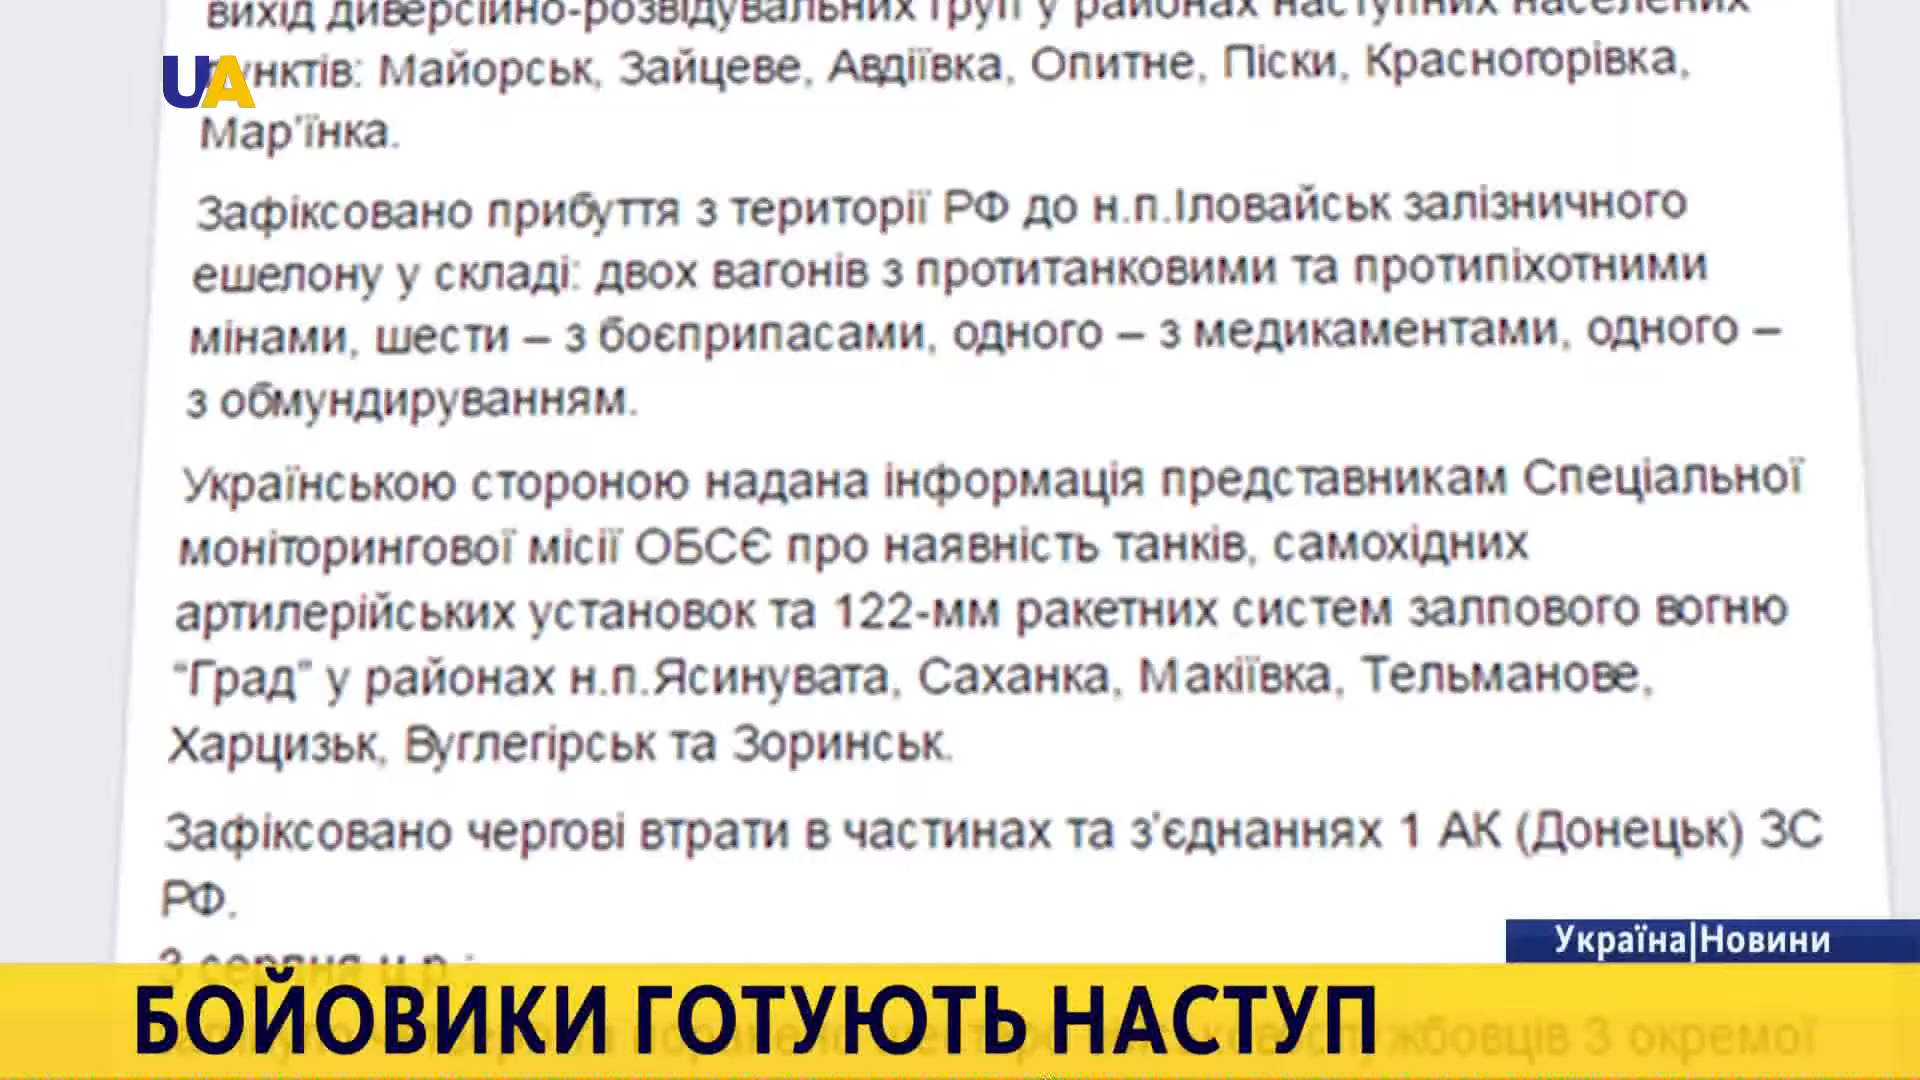 вихід диверсійно-розвідувальних груп у районах наступних населених
UA
пунктів: Майорськ, Зайцеве, Авдіївка, Опитне, Піски, Красногорівка,
Мар'їнка.
Зафіксовано прибуття з території РФ до н.п.Іловайськ залізничного
ешелону у складі: двох вагонів з протитанковими та протипіхотними
мінами, шести – з боєприпасами, одного – з медикаментами, одного –
з обмундируванням.
Українською стороною надана інформація представникам Спеціальної
моніторингової місії ОБСЄ про наявність танків, самохідних
артилерійських установок та 122-мм ракетних систем залпового вогню
“Град” у районах н.п.Ясинувата, Саханка, Макіївка, Тельманове,
Харцизьк, Вуглегірськ та Зоринськ.
Зафіксовано чергові втрати в частинах та з'єднаннях 1 АК (Донецьк) ЗС
РФ.
3 серпня ц.р.:
Україна|Новини
БОЙОВИКИ ГОТУЮТЬ НАСТУП
3 окремої